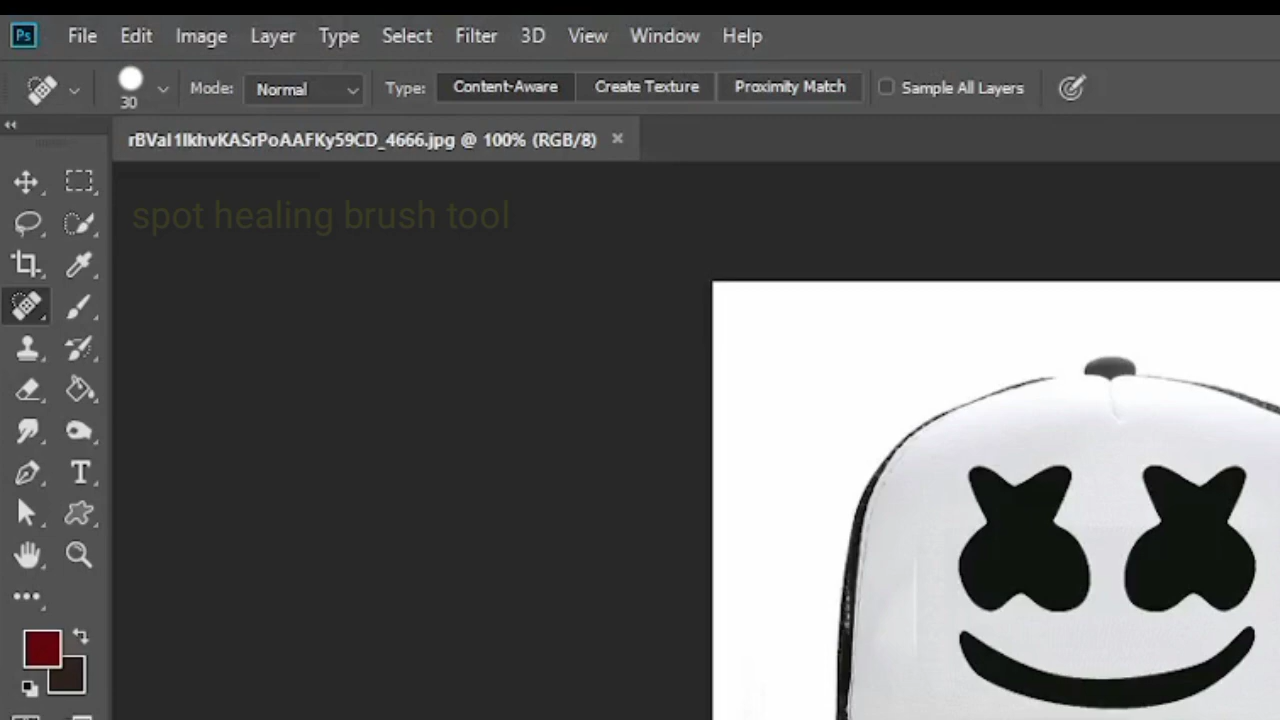 Ps File Edit Image Layer Type Select Filter 3D View Window Help
30 Mode: Normal Type: Content-Aware Create Texture Proximity Match Sample All Layers
rBVaI1lkhvKASrPoAAFKy59CD_4666.jpg @ 100% (RGB/8) ×
spot healing brush tool
T